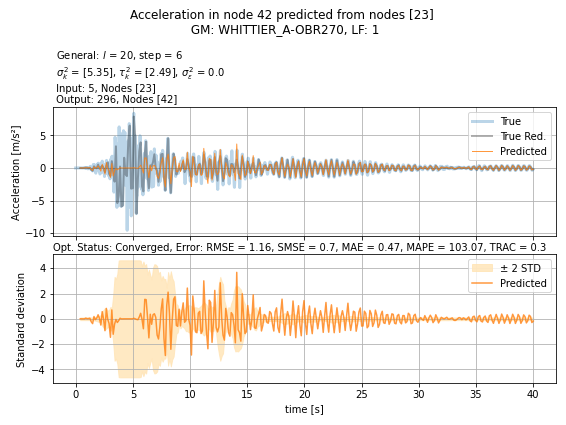 Acceleration in node 42 predicted from nodes [23]
GM: WHITTIER_A-OBR270, LF: 1
General: l = 20, step = 6
σ²ₖ = [5.35], τ²ₖ = [2.49], σ²ε = 0.0
Input: 5, Nodes [23]
Output: 296, Nodes [42]
True
True Red.
Predicted
Acceleration [m/s²]
5
0
−5
−10
Opt. Status: Converged, Error: RMSE = 1.16, SMSE = 0.7, MAE = 0.47, MAPE = 103.07, TRAC = 0.3
± 2 STD
Predicted
Standard deviation
4
2
0
−2
−4
0 5 10 15 20 25 30 35 40
time [s]